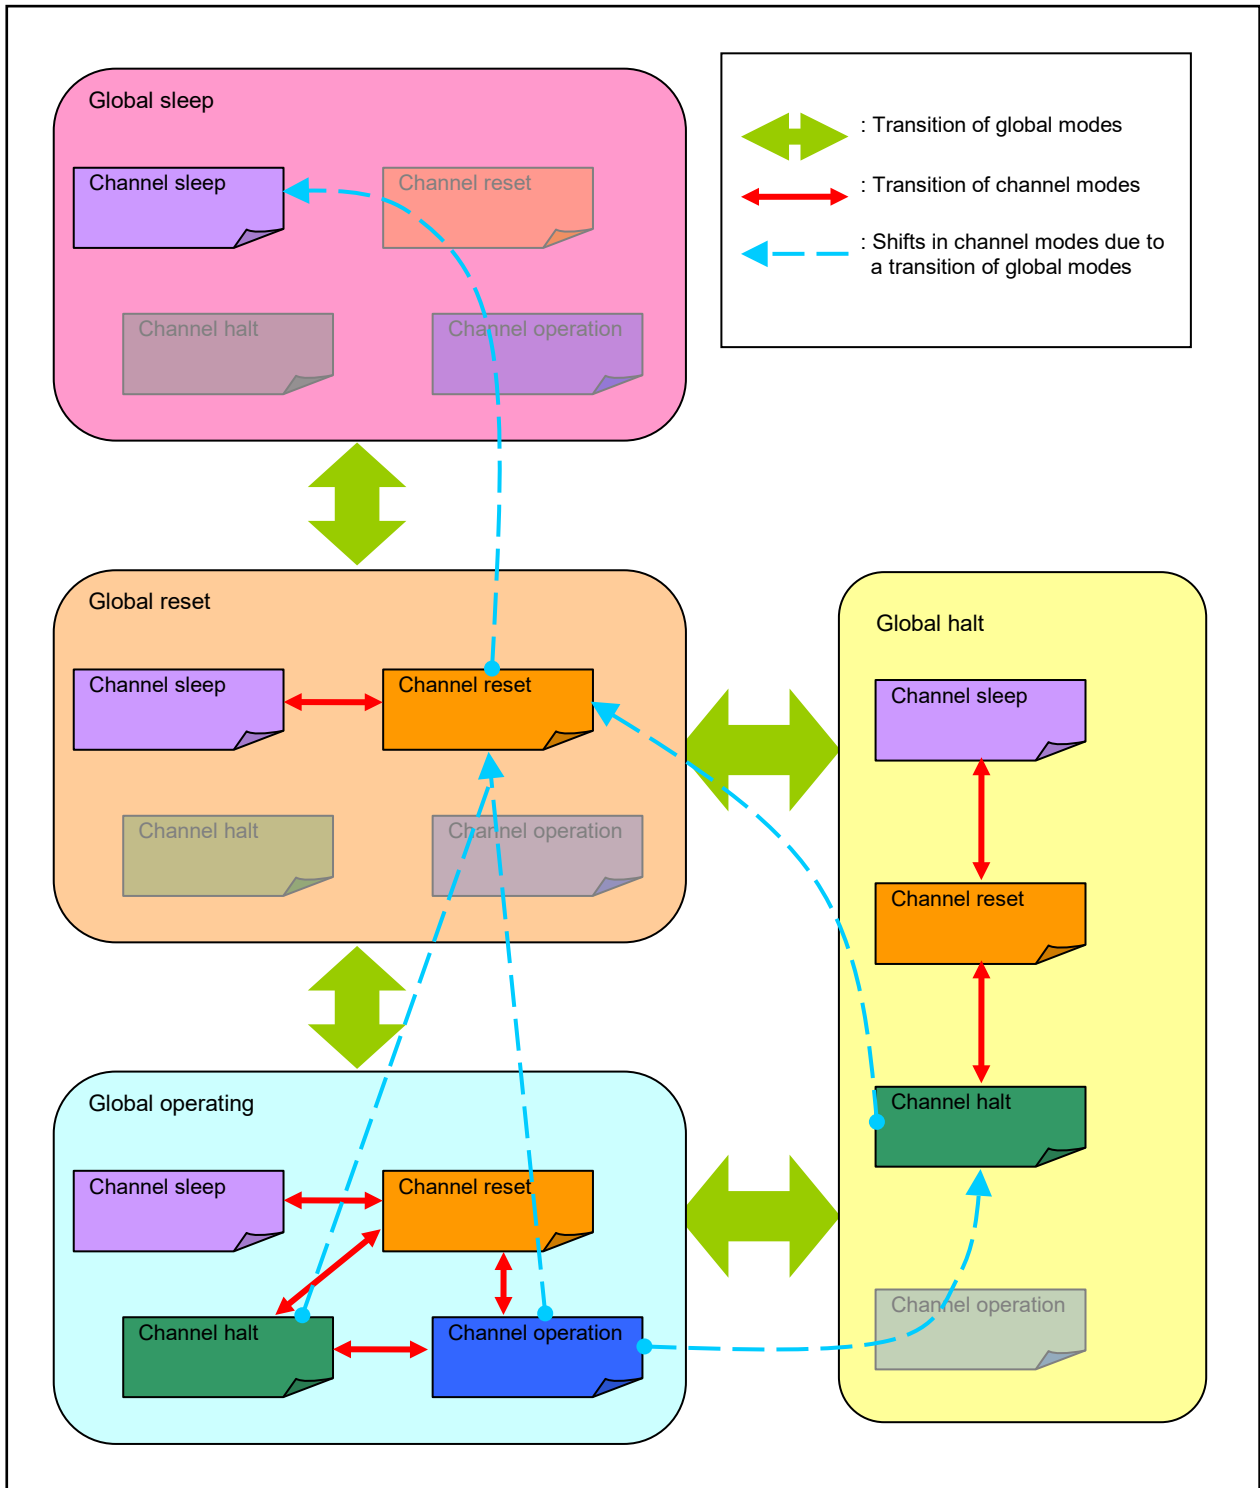 Global sleep
Channel sleep
Channel reset
Channel halt
Channel operation
: Transition of global modes
: Transition of channel modes
: Shifts in channel modes due to
a transition of global modes
Global reset
Channel sleep
Channel reset
Channel halt
Channel operation
Global halt
Channel sleep
Channel reset
Channel halt
Channel operation
Global operating
Channel sleep
Channel reset
Channel halt
Channel operation